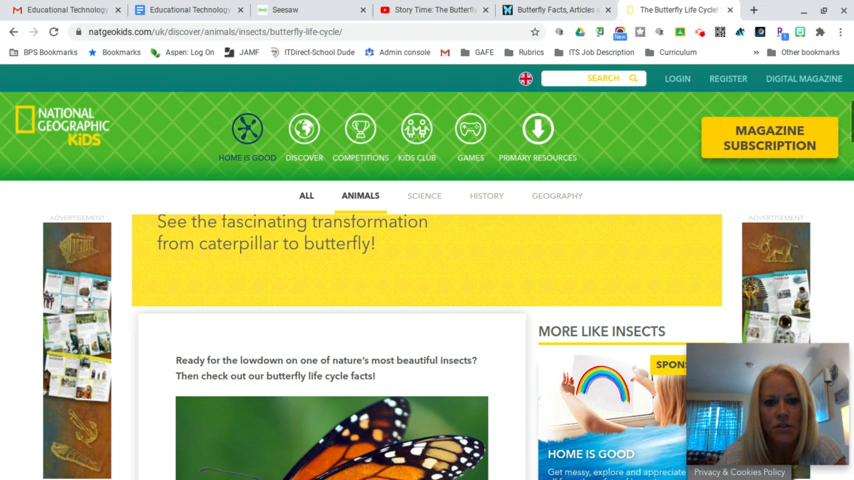 Educational Technology
Educational Technology
Seesaw
Story Time: The Butterfl
Butterfly Facts, Articles a
The Butterfly Life Cycle!
natgeokids.com/uk/discover/animals/insects/butterfly-life-cycle/
New
BPS Bookmarks
Bookmarks
Aspen: Log On
JAMF
ITDirect-School Dude
Admin console
GAFE
Rubrics
ITS Job Description
Curriculum
Other bookmarks
SEARCH
LOGIN
REGISTER
DIGITAL MAGAZINE
NATIONAL
GEOGRAPHIC
KiDS
HOME IS GOOD
DISCOVER
COMPETITIONS
KIDS CLUB
GAMES
PRIMARY RESOURCES
MAGAZINE
SUBSCRIPTION
ALL
ANIMALS
SCIENCE
HISTORY
GEOGRAPHY
ADVERTISEMENT
ADVERTISEMENT
See the fascinating transformation
from caterpillar to butterfly!
Ready for the lowdown on one of nature's most beautiful insects?
Then check out our butterfly life cycle facts!
MORE LIKE INSECTS
SPONS
HOME IS GOOD
Get messy, explore and appreciate
Privacy & Cookies Policy